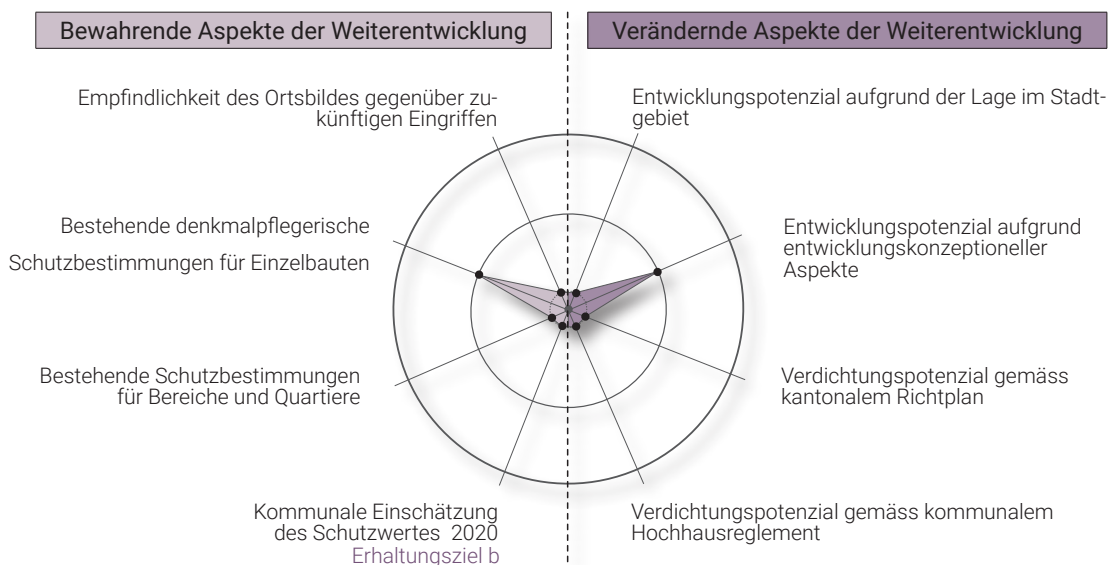 Bewahrende Aspekte der Weiterentwicklung
Verändernde Aspekte der Weiterentwicklung
Empfindlichkeit des Ortsbildes gegenüber zu-
künftigen Eingriffen
Entwicklungspotenzial aufgrund der Lage im Stadt-
gebiet
Bestehende denkmalpflegerische
Schutzbestimmungen für Einzelbauten
Entwicklungspotenzial aufgrund
entwicklungskonzeptioneller
Aspekte
Bestehende Schutzbestimmungen
für Bereiche und Quartiere
Verdichtungspotenzial gemäss
kantonalem Richtplan
Kommunale Einschätzung
des Schutzwertes 2020
Erhaltungsziel b
Verdichtungspotenzial gemäss kommunalem
Hochhausreglement